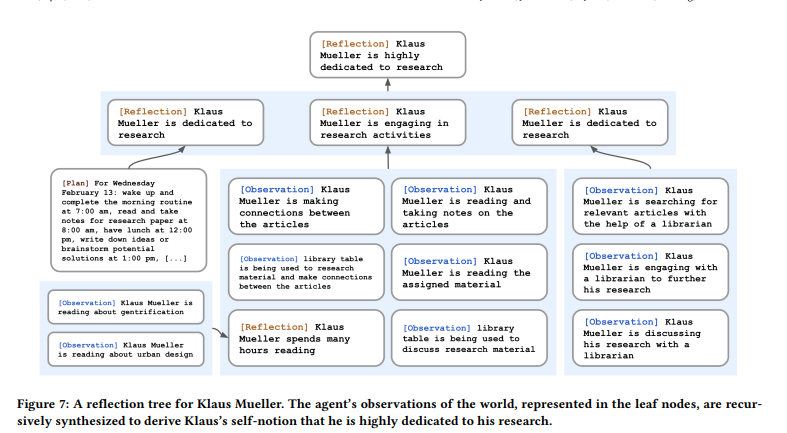 [Reflection] Klaus
Mueller is highly
dedicated to research
[Reflection] Klaus
Mueller is dedicated to
research
[Reflection] Klaus
Mueller is engaging in
research activities
[Reflection] Klaus
Mueller is dedicated to
research
[Plan] For Wednesday
February 13: wake up and
complete the morning routine
at 7:00 am, read and take
notes for research paper at
8:00 am, have lunch at 12:00
pm, write down ideas or
brainstorm potential
solutions at 1:00 pm, [...]
[Observation] Klaus Mueller is
reading about gentrification
[Observation] Klaus Mueller
is reading about urban design
[Observation] Klaus
Mueller is making
connections between
the articles
[Observation] Klaus
Mueller is reading and
taking notes on the
articles
[Observation] library table
is being used to research
material and make connections
between the articles
[Observation] Klaus
Mueller is reading the
assigned material
[Reflection] Klaus
Mueller spends many
hours reading
[Observation] library
table is being used to
discuss research material
[Observation] Klaus
Mueller is searching for
relevant articles with
the help of a librarian
[Observation] Klaus
Mueller is engaging with
a librarian to further
his research
[Observation] Klaus
Mueller is discussing
his research with a
librarian
Figure 7: A reflection tree for Klaus Mueller. The agent's observations of the world, represented in the leaf nodes, are recur-
sively synthesized to derive Klaus's self-notion that he is highly dedicated to his research.